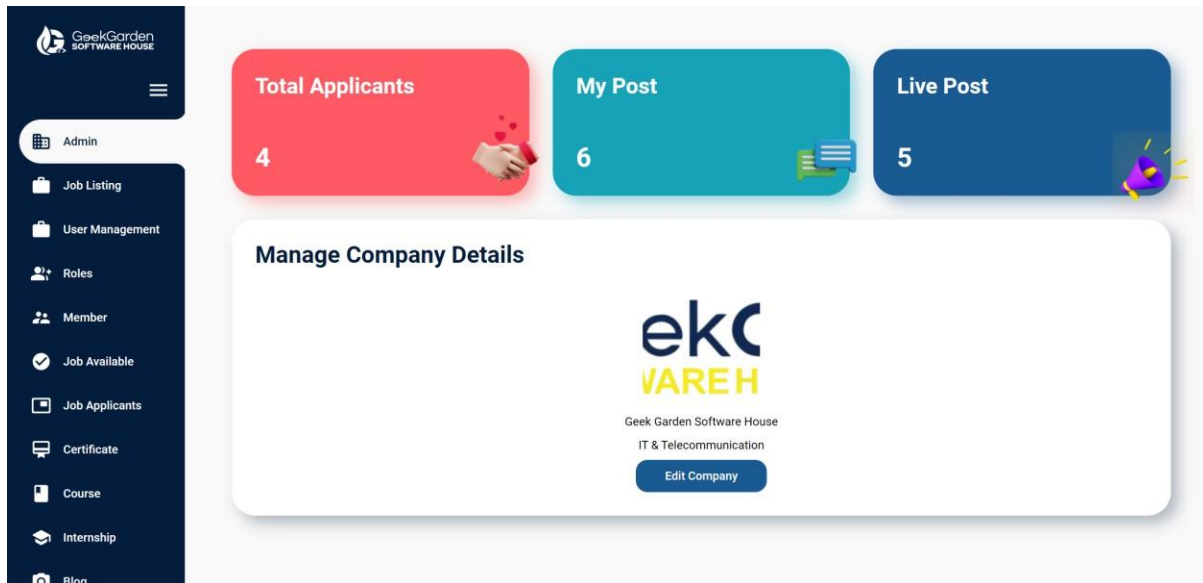 GeekGarden
SOFTWARE HOUSE
Admin
Job Listing
User Management
Roles
Member
Job Available
Job Applicants
Certificate
Course
Internship
Blog
Total Applicants
4
My Post
6
Live Post
5
Manage Company Details
ekG
WARE H
Geek Garden Software House
IT & Telecommunication
Edit Company